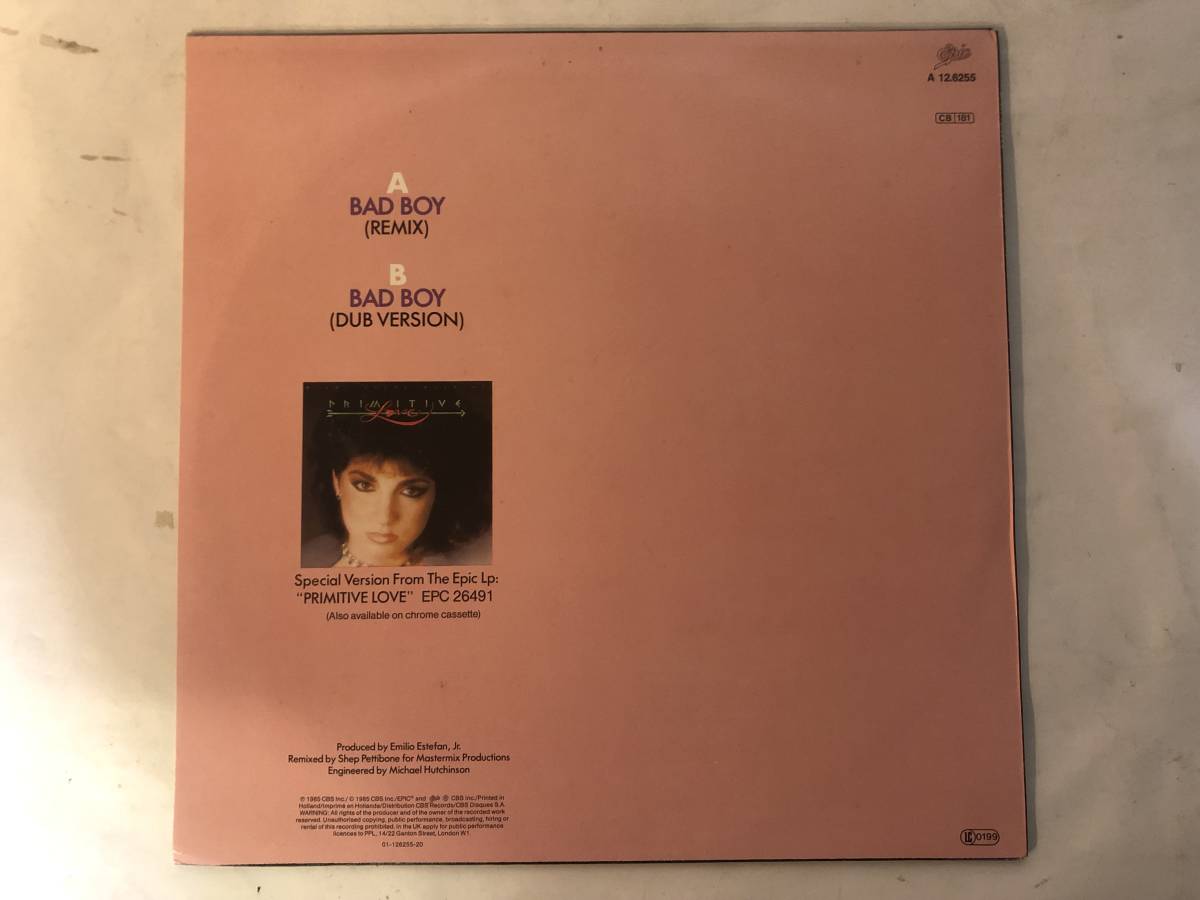 Epic
A 12.6255
CB 181
A
BAD BOY
(REMIX)
B
BAD BOY
(DUB VERSION)
PRIMITIVE
Love
Special Version From The Epic Lp:
"PRIMITIVE LOVE" EPC 26491
(Also available on chrome cassette)
Produced by Emilio Estefan, Jr.
Remixed by Shep Pettibone for Mastermix Productions
Engineered by Michael Hutchinson
℗ 1985 CBS Inc./© 1985 CBS Inc./EPIC® and Epic ® CBS Inc./Printed in
Holland/Imprimé en Hollande/Distribution CBS Records/CBS Disques S.A.
WARNING: All rights of the producer and of the owner of the recorded work
reserved. Unauthorised copying, public performance, broadcasting, hiring or
rental of this recording prohibited. In the UK apply for public performance
licences to PPL, 14/22 Ganton Street, London W1.
01-126255-20
LC 0199